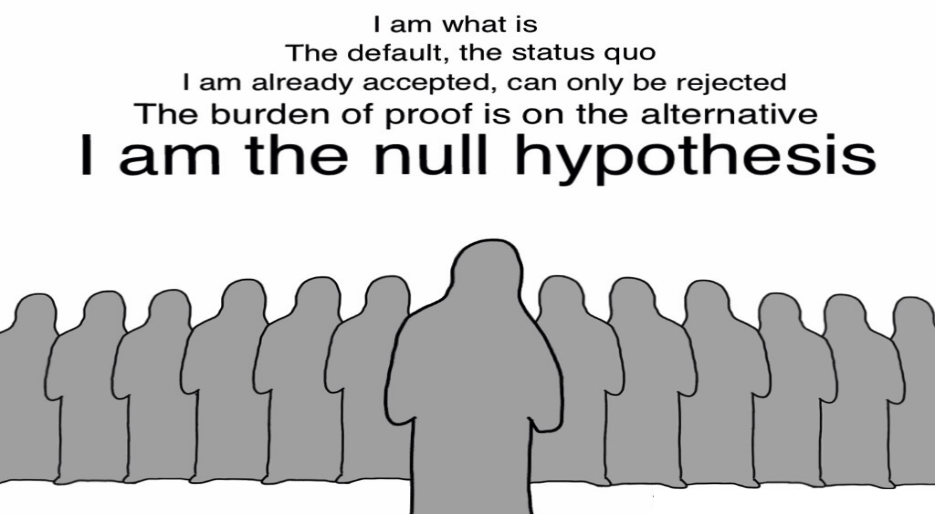 I am what is
The default, the status quo
I am already accepted, can only be rejected
The burden of proof is on the alternative
I am the null hypothesis